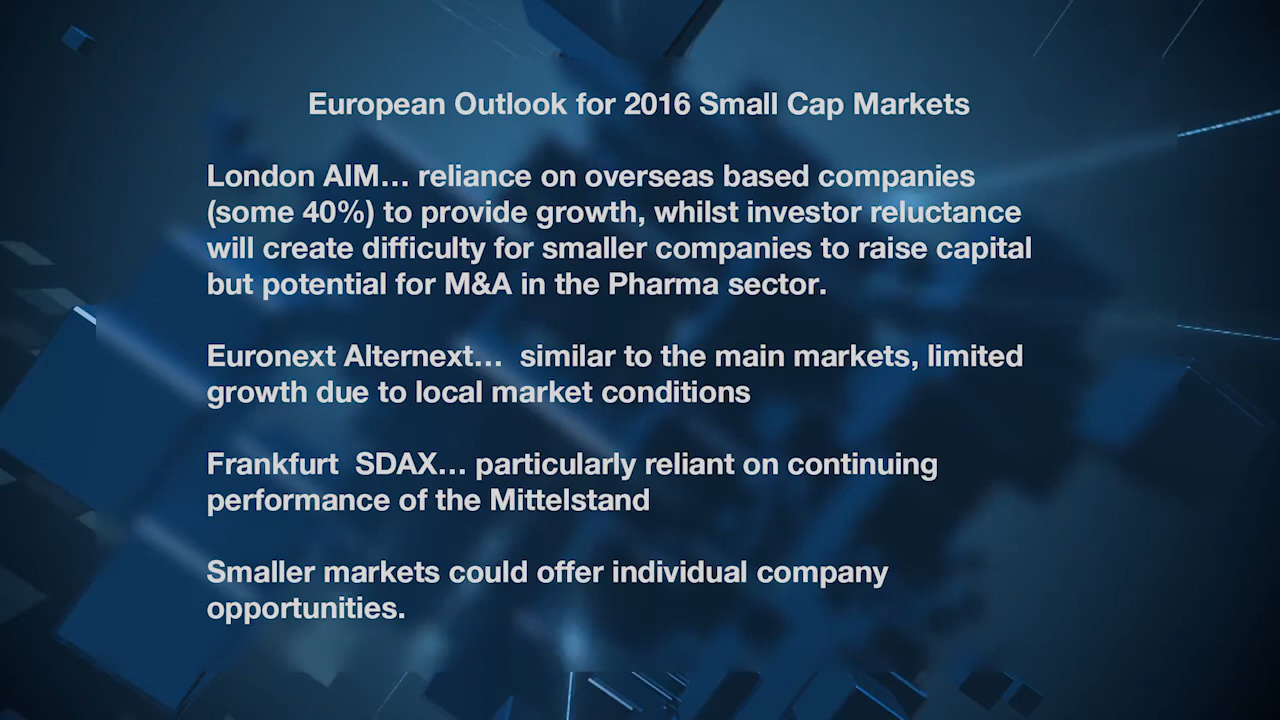 European Outlook for 2016 Small Cap Markets
London AIM... reliance on overseas based companies
(some 40%) to provide growth, whilst investor reluctance
will create difficulty for smaller companies to raise capital
but potential for M&A in the Pharma sector.
Euronext Alternext...  similar to the main markets, limited
growth due to local market conditions
Frankfurt  SDAX... particularly reliant on continuing
performance of the Mittelstand
Smaller markets could offer individual company
opportunities.